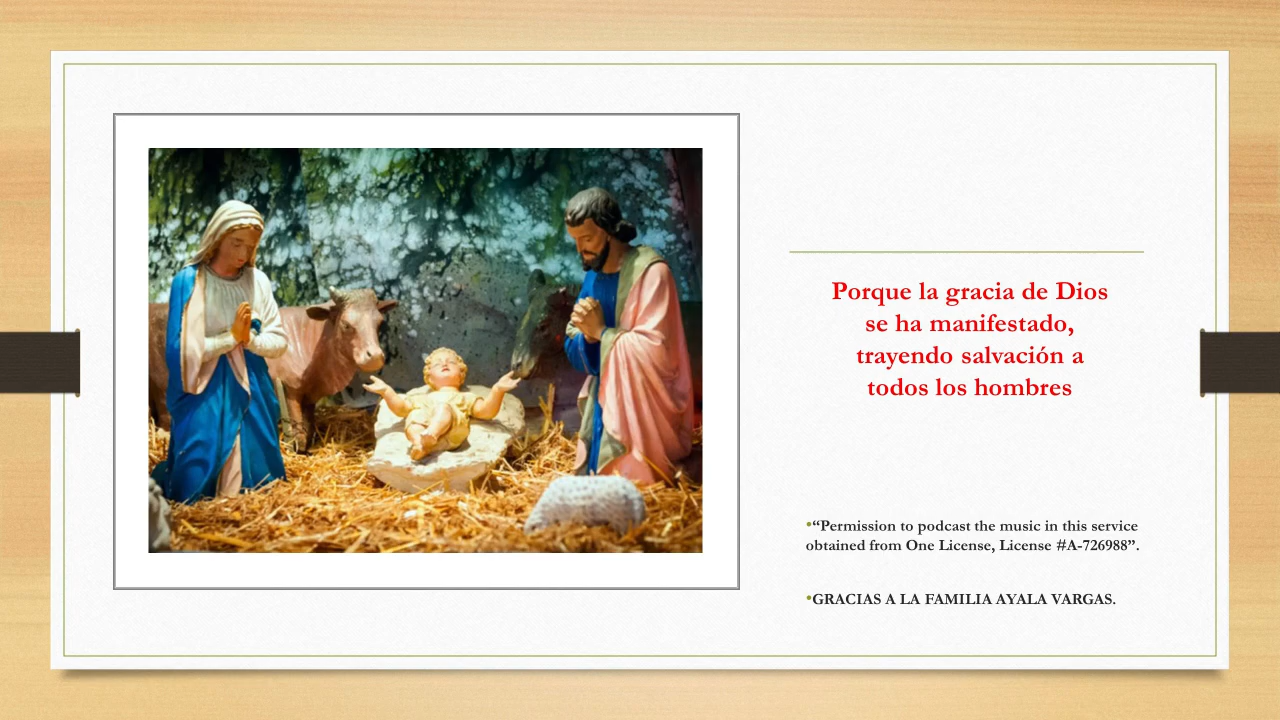 Porque la gracia de Dios
se ha manifestado,
trayendo salvación a
todos los hombres
•“Permission to podcast the music in this service
obtained from One License, License #A-726988”.
•GRACIAS A LA FAMILIA AYALA VARGAS.